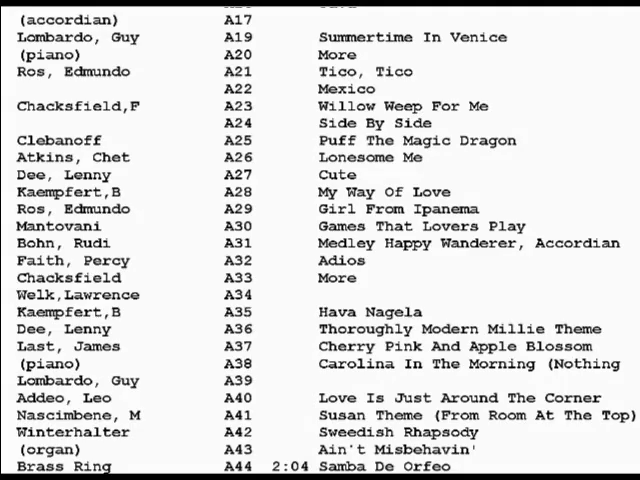 (accordian) A17
Lombardo, Guy A19 Summertime In Venice
(piano) A20 More
Ros, Edmundo A21 Tico, Tico
A22 Mexico
Chacksfield,F A23 Willow Weep For Me
A24 Side By Side
Clebanoff A25 Puff The Magic Dragon
Atkins, Chet A26 Lonesome Me
Dee, Lenny A27 Cute
Kaempfert,B A28 My Way Of Love
Ros, Edmundo A29 Girl From Ipanema
Mantovani A30 Games That Lovers Play
Bohn, Rudi A31 Medley Happy Wanderer, Accordian
Faith, Percy A32 Adios
Chacksfield A33 More
Welk,Lawrence A34
Kaempfert,B A35 Hava Nagela
Dee, Lenny A36 Thoroughly Modern Millie Theme
Last, James A37 Cherry Pink And Apple Blossom
(piano) A38 Carolina In The Morning (Nothing
Lombardo, Guy A39
Addeo, Leo A40 Love Is Just Around The Corner
Nascimbene, M A41 Susan Theme (From Room At The Top)
Winterhalter A42 Sweedish Rhapsody
(organ) A43 Ain't Misbehavin'
Brass Ring A44 2:04 Samba De Orfeo